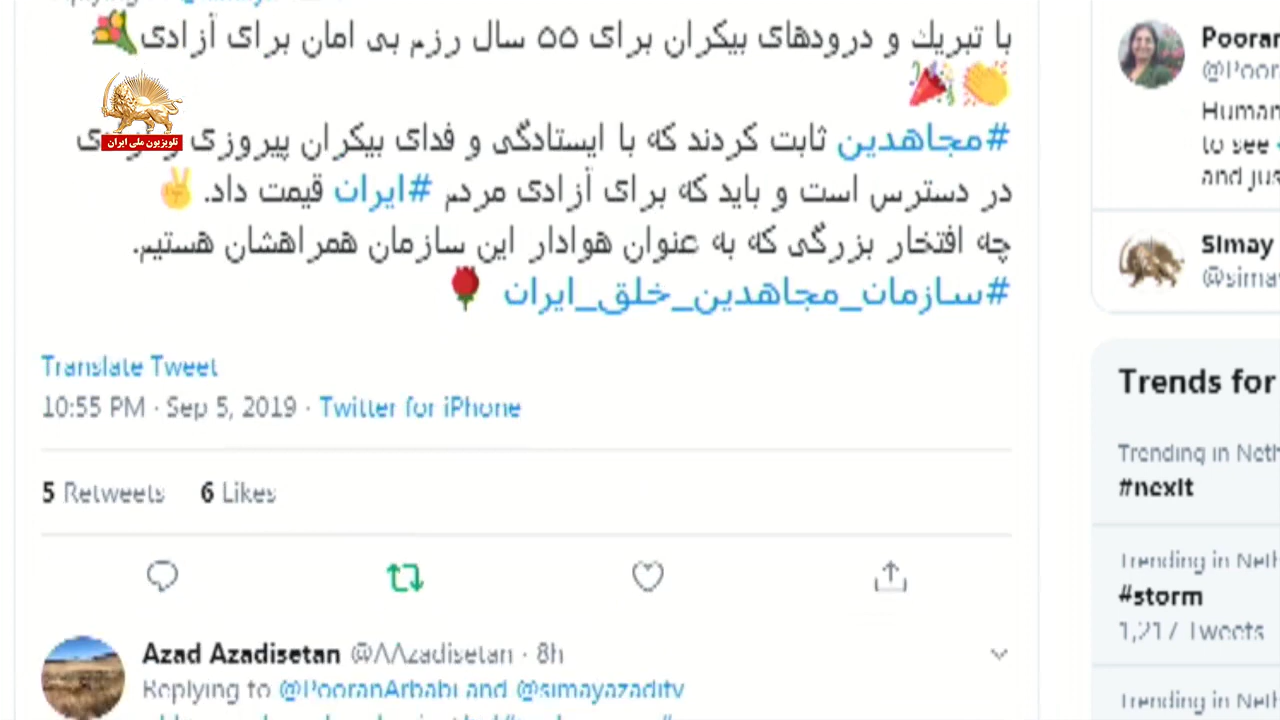 با تبریک و درودهای بیکران برای ۵۵ سال رزم بی امان برای آزادی
#مجاهدین ثابت کردند که با ایستادگی و فدای بیکران پیروزی
در دسترس است و باید که برای آزادی مردم #ایران قیمت داد.
چه افتخار بزرگی که به عنوان هوادار این سازمان همراهشان هستیم.
#سازمان_مجاهدین_خلق_ایران
تلویزیون ملی ایران
Translate Tweet
10:55 PM · Sep 5, 2019 · Twitter for iPhone
5 Retweets 6 Likes
Azad Azadisetan @AAzadisetan · 8h
Replying to @PooranArbabi and @simayazaditv
Pooran
@Poor
Human
to see
and jus
Simay
@sima
Trends for
Trending in Neth
#nexit
Trending in Neth
#storm
1,217 Tweets
Trending in Neth